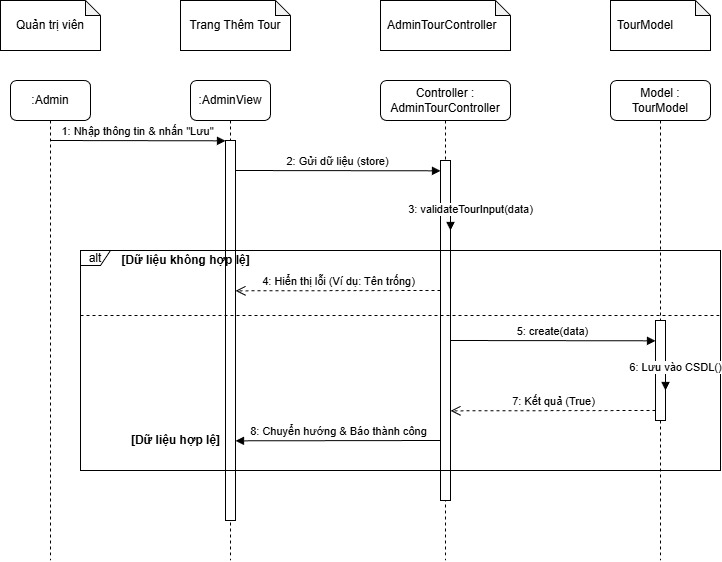 Quản trị viên
Trang Thêm Tour
AdminTourController
TourModel
:Admin
:AdminView
Controller :
AdminTourController
Model :
TourModel
1: Nhập thông tin & nhấn "Lưu"
2: Gửi dữ liệu (store)
3: validateTourInput(data)
alt
[Dữ liệu không hợp lệ]
4: Hiển thị lỗi (Ví dụ: Tên trống)
5: create(data)
6: Lưu vào CSDL()
7: Kết quả (True)
[Dữ liệu hợp lệ]
8: Chuyển hướng & Báo thành công